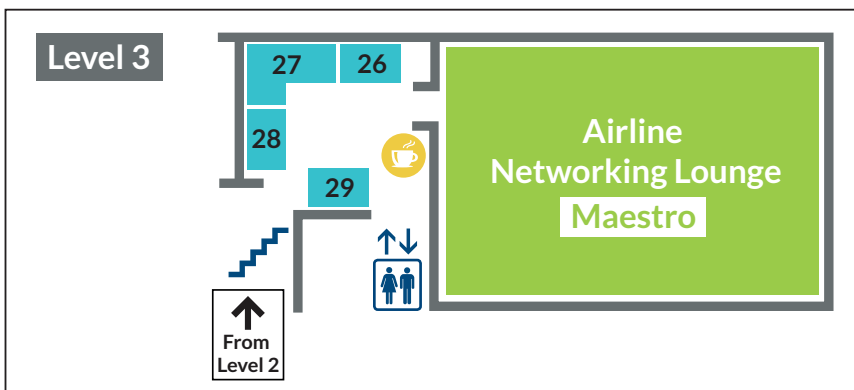 Level 3
27
26
28
29
Airline
Networking Lounge
Maestro
From
Level 2